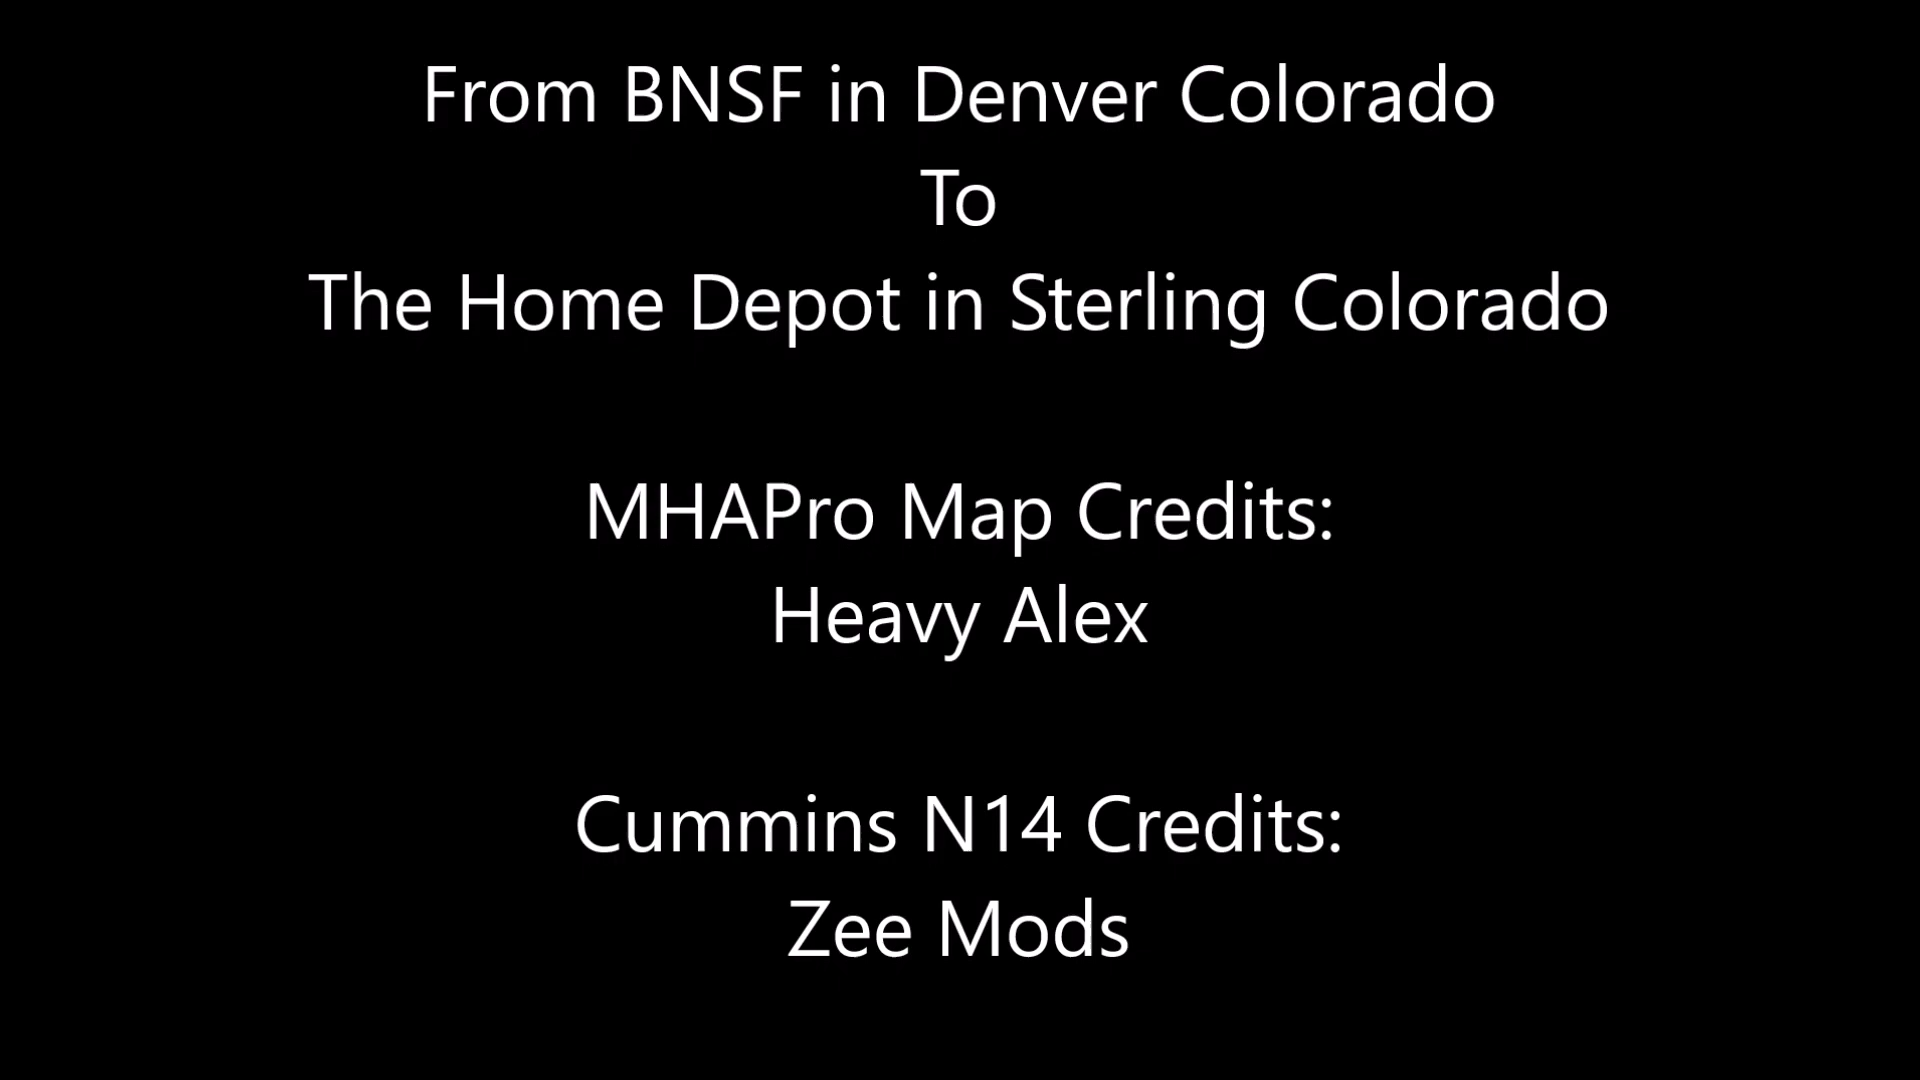 From BNSF in Denver Colorado
To
The Home Depot in Sterling Colorado
MHAPro Map Credits:
Heavy Alex
Cummins N14 Credits:
Zee Mods